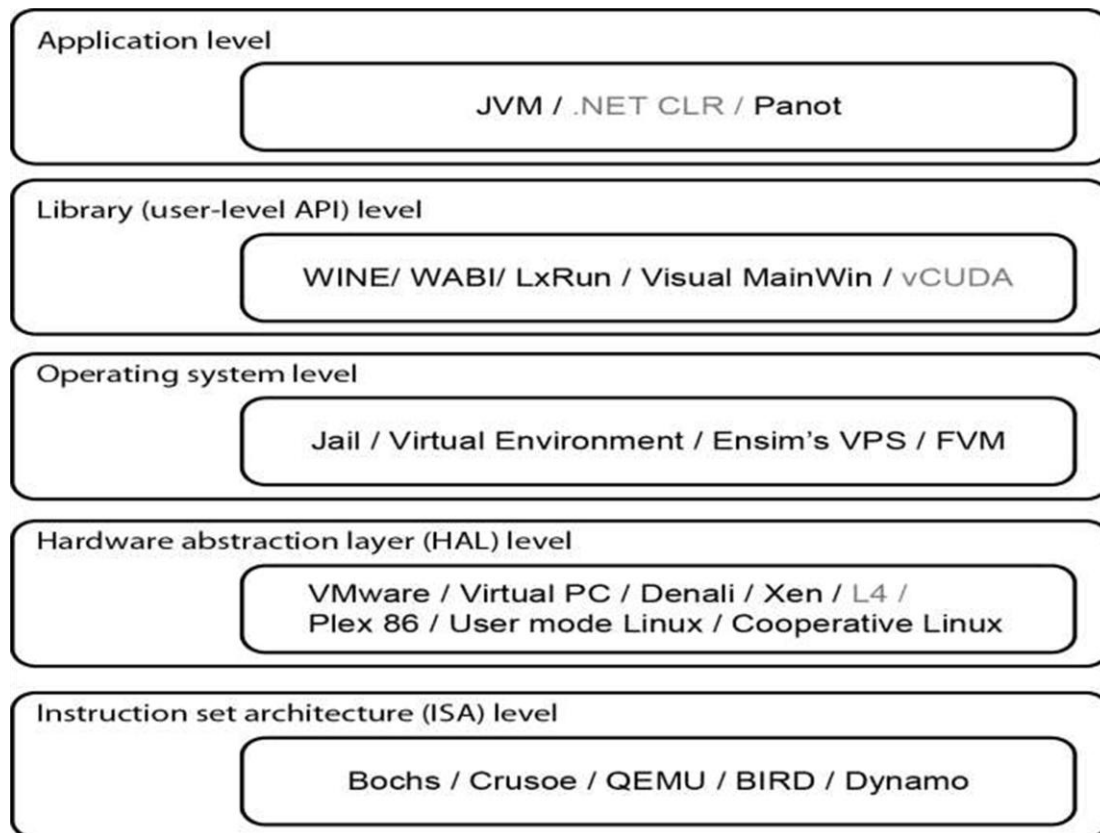 Application level
JVM / .NET CLR / Panot
Library (user-level API) level
WINE/ WABI/ LxRun / Visual MainWin / vCUDA
Operating system level
Jail / Virtual Environment / Ensim's VPS / FVM
Hardware abstraction layer (HAL) level
VMware / Virtual PC / Denali / Xen / L4 /
Plex 86 / User mode Linux / Cooperative Linux
Instruction set architecture (ISA) level
Bochs / Crusoe / QEMU / BIRD / Dynamo